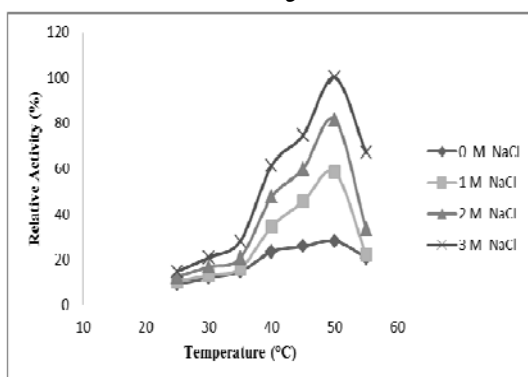 120
100
80
60
40
20
0
Relative Activity (%)
10 20 30 40 50 60
Temperature (°C)
0 M NaCl
1 M NaCl
2 M NaCl
3 M NaCl